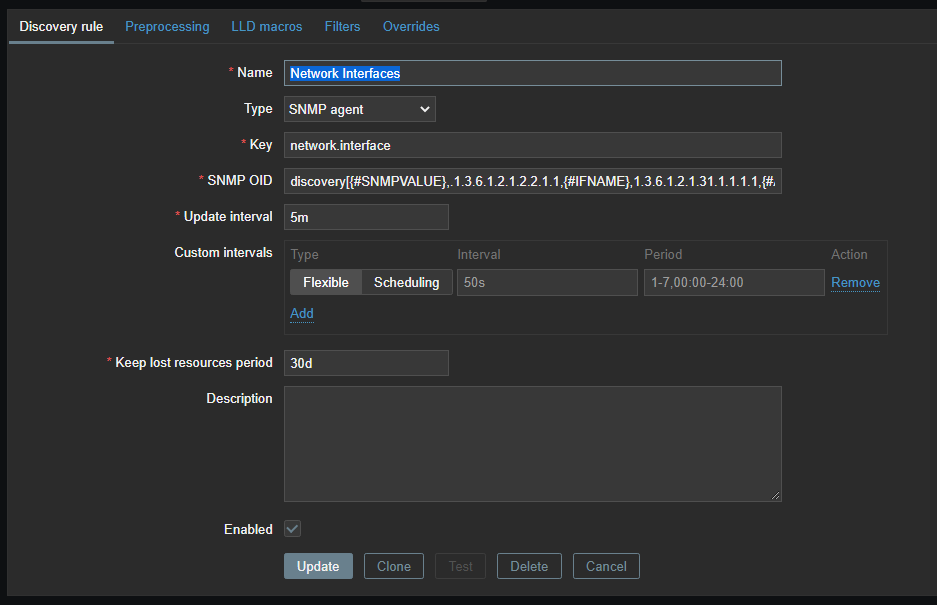 Discovery rule Preprocessing LLD macros Filters Overrides
* Name Network Interfaces
Type SNMP agent
* Key network.interface
* SNMP OID discovery[{#SNMPVALUE},.1.3.6.1.2.1.2.2.1.1,{#IFNAME},1.3.6.1.2.1.31.1.1.1.1,{#
* Update interval 5m
Custom intervals Type Interval Period Action
Flexible Scheduling 50s 1-7,00:00-24:00 Remove
Add
* Keep lost resources period 30d
Description
Enabled
Update Clone Test Delete Cancel